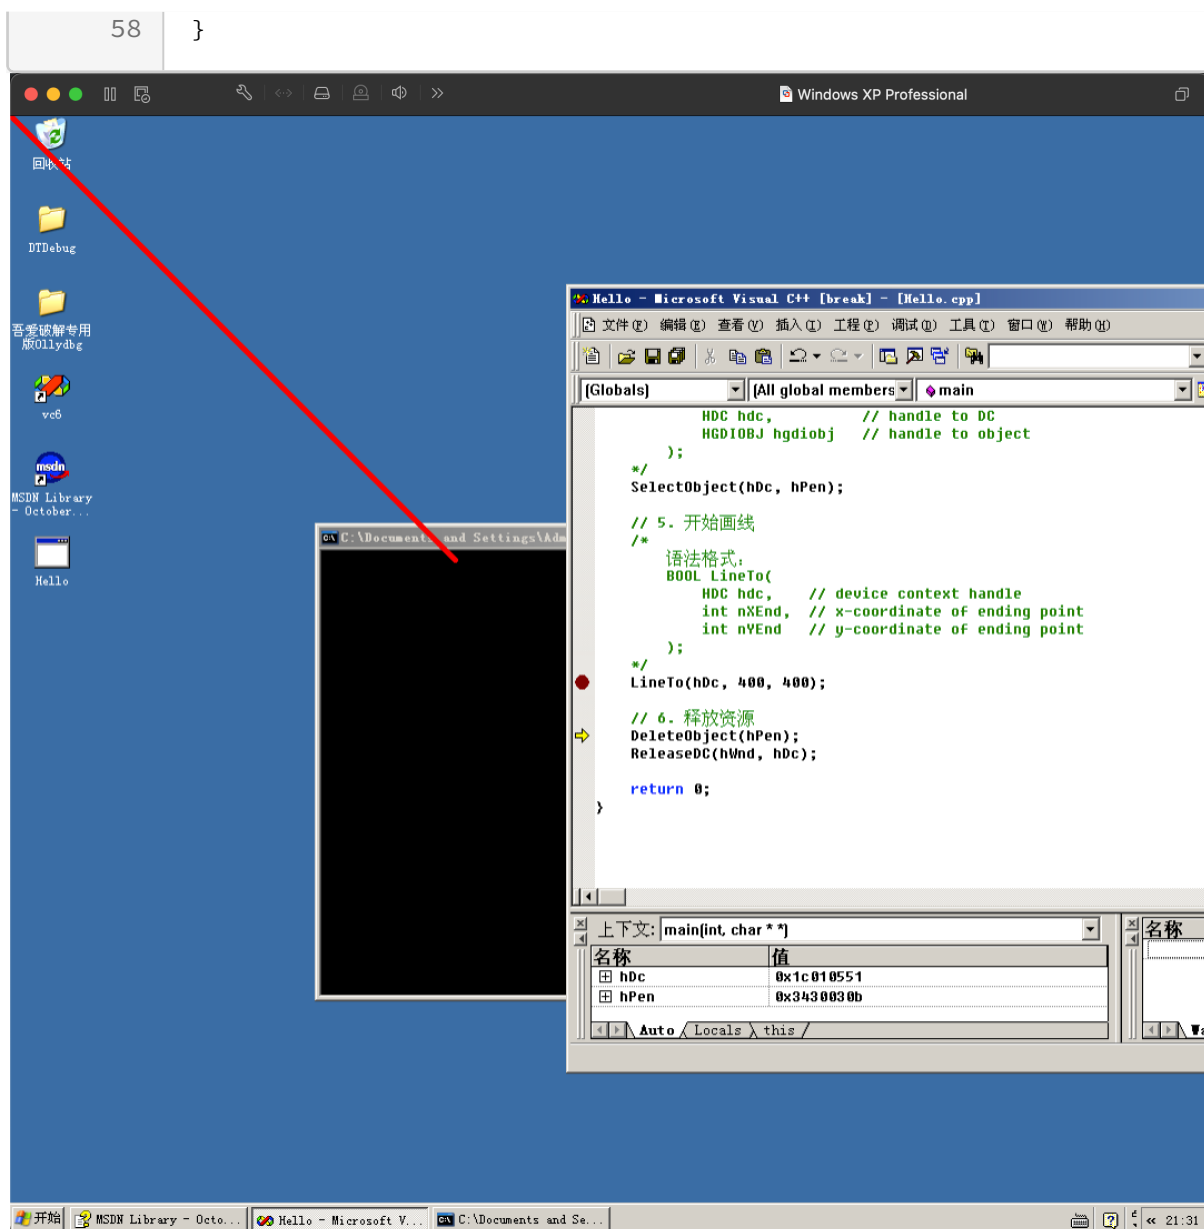 58 }
Windows XP Professional
回收站
DTDebug
吾爱破解专用
版Ollydbg
vc6
msdn
MSDN Library
- October...
Hello
C:\Documents and Settings\Adm
Hello - Microsoft Visual C++ [break] - [Hello.cpp]
文件(F) 编辑(E) 查看(V) 插入(I) 工程(P) 调试(D) 工具(T) 窗口(W) 帮助(H)
(Globals) (All global members main
HDC hdc, // handle to DC
HGDIOBJ hgdiobj // handle to object
);
*/
SelectObject(hDc, hPen);
// 5. 开始画线
/*
语法格式:
BOOL LineTo(
HDC hdc, // device context handle
int nXEnd, // x-coordinate of ending point
int nYEnd // y-coordinate of ending point
);
*/
LineTo(hDc, 400, 400);
// 6. 释放资源
DeleteObject(hPen);
ReleaseDC(hWnd, hDc);
return 0;
}
上下文: main(int, char * *)
名称 值
hDc 0x1c010551
hPen 0x3430030b
Auto Locals this
名称
开始 MSDN Library - Octo... Hello - Microsoft V... C:\Documents and Se... 21:31